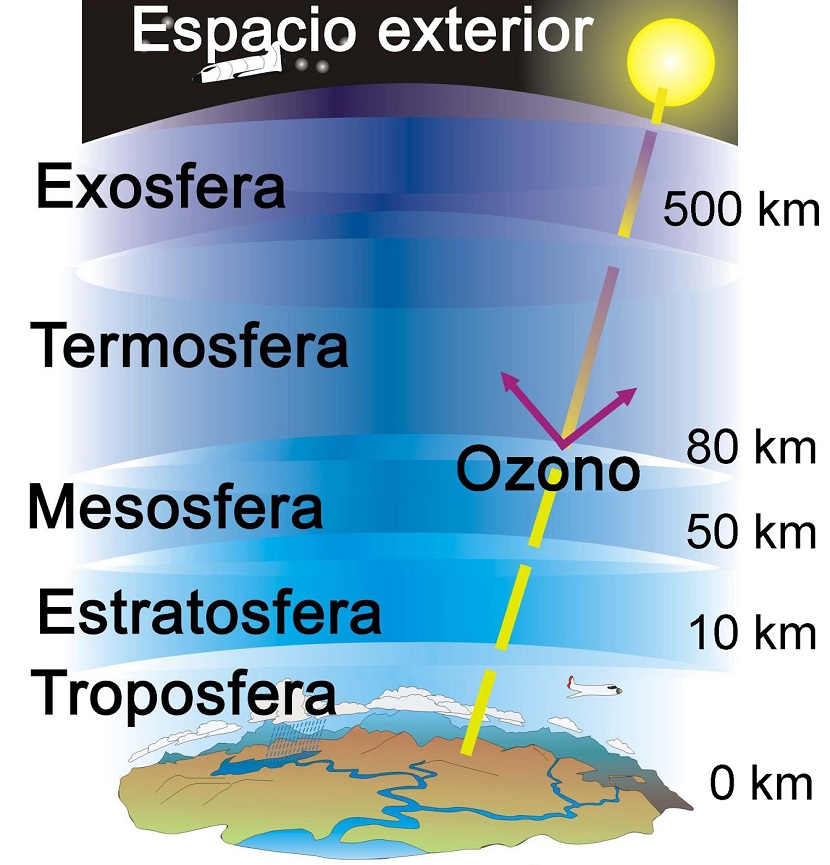 Espacio exterior
Exosfera
500 km
Termosfera
80 km
Ozono
Mesosfera
50 km
Estratosfera
10 km
Troposfera
0 km